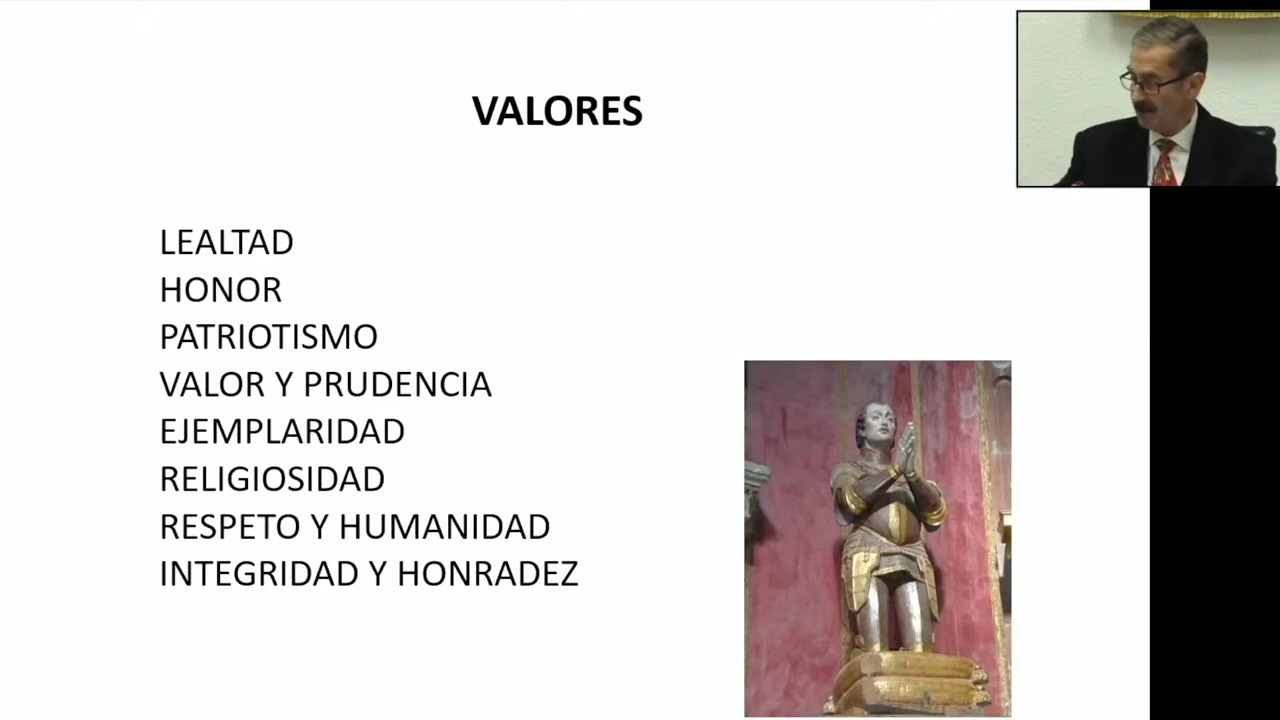 VALORES
LEALTAD
HONOR
PATRIOTISMO
VALOR Y PRUDENCIA
EJEMPLARIDAD
RELIGIOSIDAD
RESPETO Y HUMANIDAD
INTEGRIDAD Y HONRADEZ